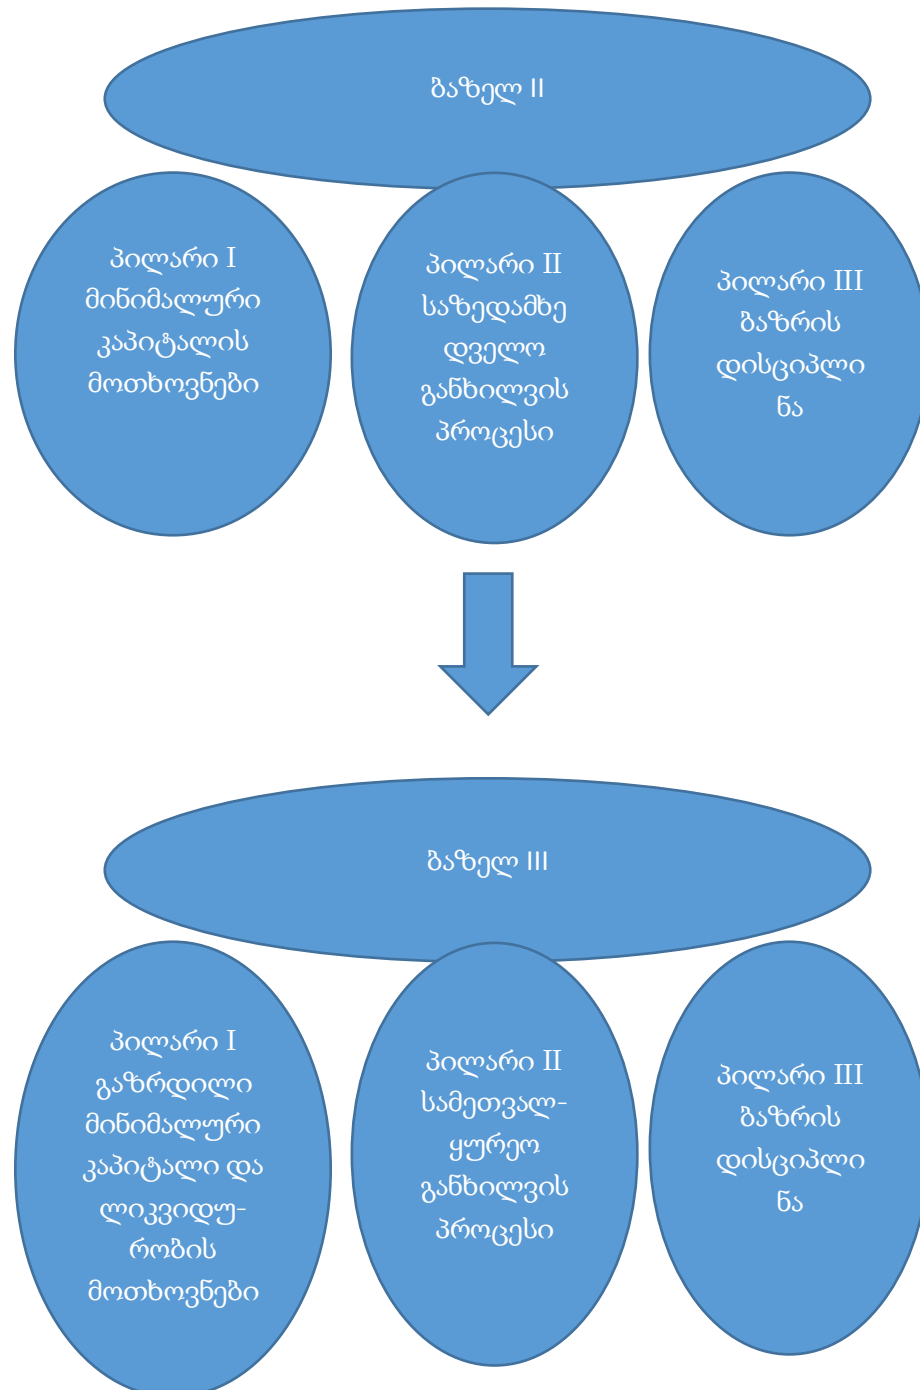 ბაზელ II
პილარი I
მინიმალური
კაპიტალის
მოთხოვნები
პილარი II
საზედამხე
დველო
განხილვის
პროცესი
პილარი III
ბაზრის
დისციპლი
ნა
ბაზელ III
პილარი I
გაზრდილი
მინიმალური
კაპიტალი და
ლიკვიდუ-
რობის
მოთხოვნები
პილარი II
სამეთვალ-
ყურეო
განხილვის
პროცესი
პილარი III
ბაზრის
დისციპლი
ნა